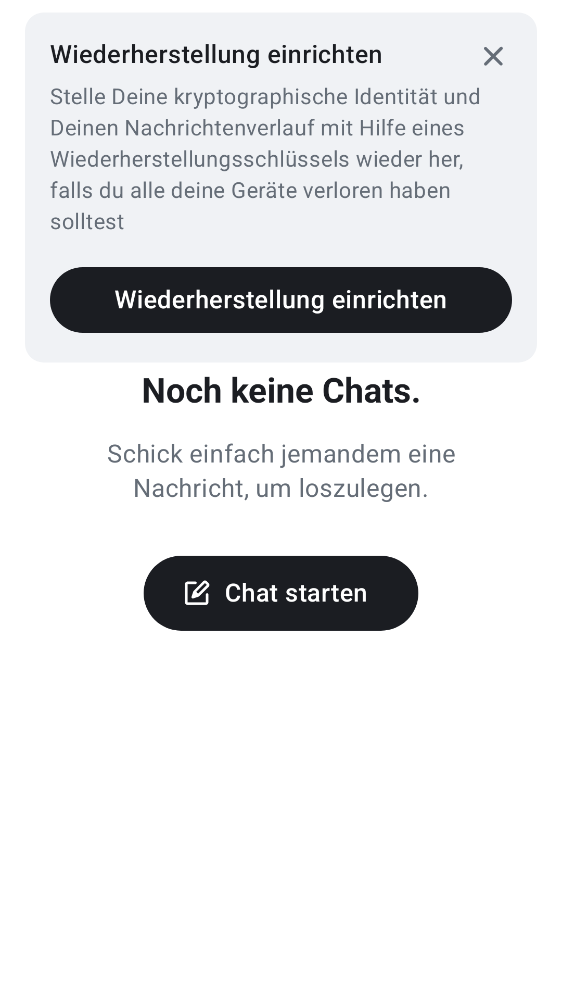 Wiederherstellung einrichten
Stelle Deine kryptographische Identität und
Deinen Nachrichtenverlauf mit Hilfe eines
Wiederherstellungsschlüssels wieder her,
falls du alle deine Geräte verloren haben
solltest
Wiederherstellung einrichten
Noch keine Chats.
Schick einfach jemandem eine
Nachricht, um loszulegen.
Chat starten